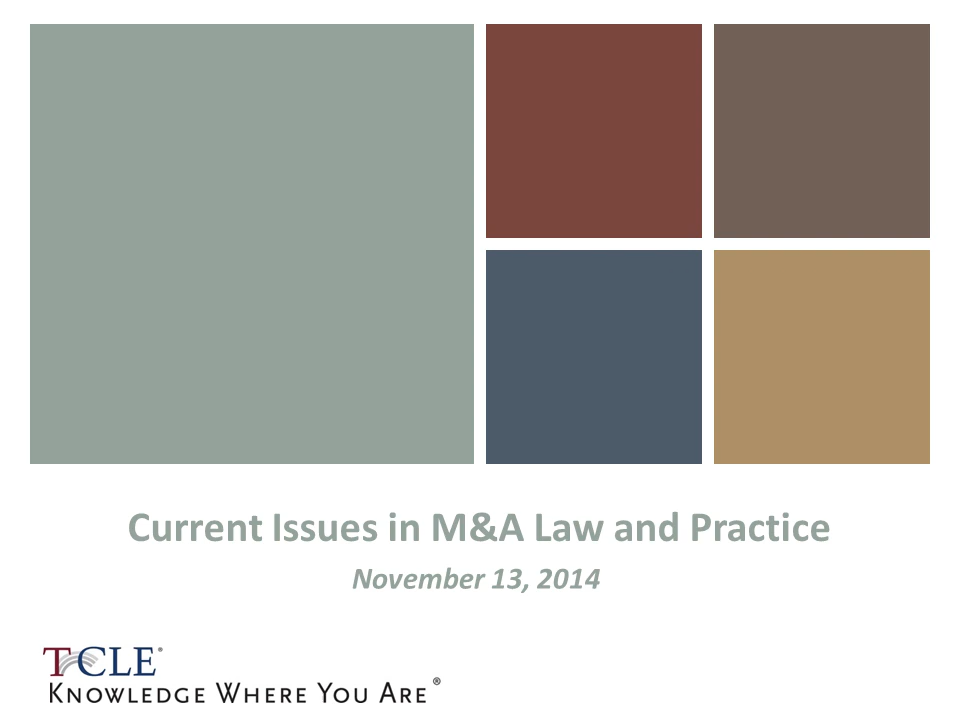 Current Issues in M&A Law and Practice
November 13, 2014
TCLE®
KNOWLEDGE WHERE YOU ARE®